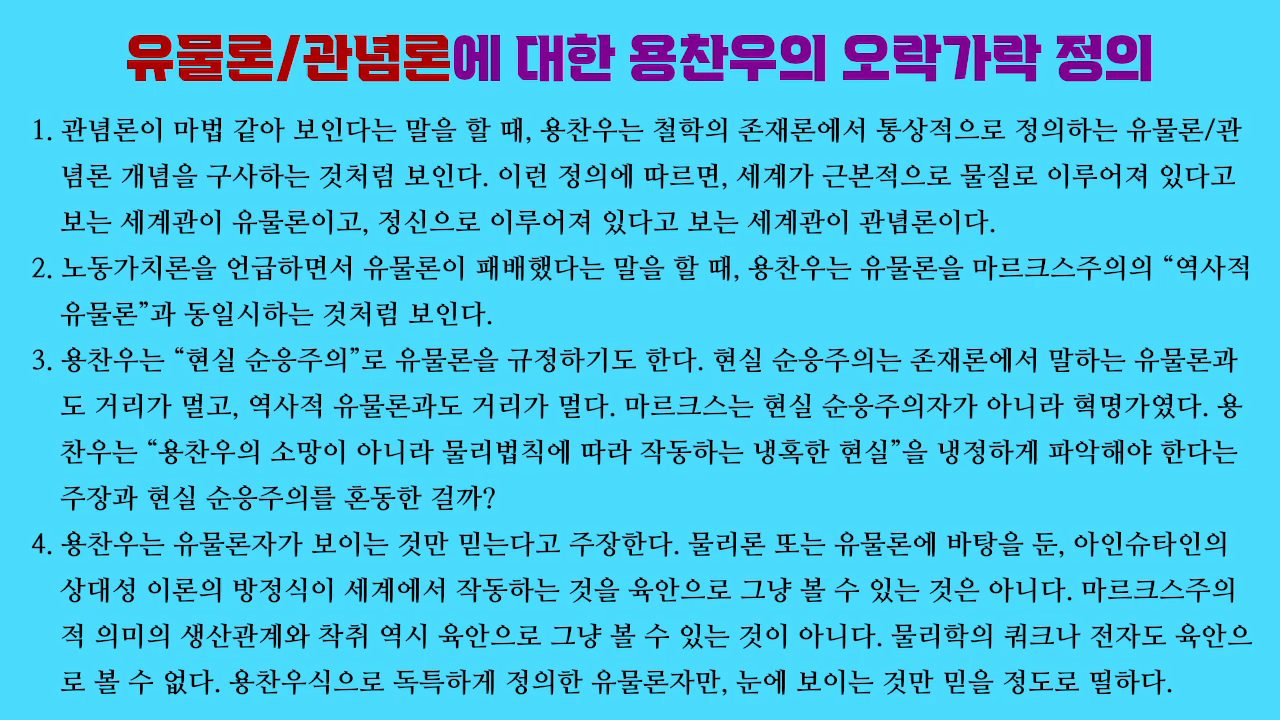 유물론/관념론에 대한 용찬우의 오락가락 정의
1. 관념론이 마법 같아 보인다는 말을 할 때, 용찬우는 철학의 존재론에서 통상적으로 정의하는 유물론/관
념론 개념을 구사하는 것처럼 보인다. 이런 정의에 따르면, 세계가 근본적으로 물질로 이루어져 있다고
보는 세계관이 유물론이고, 정신으로 이루어져 있다고 보는 세계관이 관념론이다.
2. 노동가치론을 언급하면서 유물론이 패배했다는 말을 할 때, 용찬우는 유물론을 마르크스주의의 “역사적
유물론”과 동일시하는 것처럼 보인다.
3. 용찬우는 “현실 순응주의”로 유물론을 규정하기도 한다. 현실 순응주의는 존재론에서 말하는 유물론과
도 거리가 멀고, 역사적 유물론과도 거리가 멀다. 마르크스는 현실 순응주의자가 아니라 혁명가였다. 용
찬우는 “용찬우의 소망이 아니라 물리법칙에 따라 작동하는 냉혹한 현실”을 냉정하게 파악해야 한다는
주장과 현실 순응주의를 혼동한 걸까?
4. 용찬우는 유물론자가 보이는 것만 믿는다고 주장한다. 물리론 또는 유물론에 바탕을 둔, 아인슈타인의
상대성 이론의 방정식이 세계에서 작동하는 것을 육안으로 그냥 볼 수 있는 것은 아니다. 마르크스주의
적 의미의 생산관계와 착취 역시 육안으로 그냥 볼 수 있는 것이 아니다. 물리학의 쿼크나 전자도 육안으
로 볼 수 없다. 용찬우식으로 독특하게 정의한 유물론자만, 눈에 보이는 것만 믿을 정도로 띨하다.